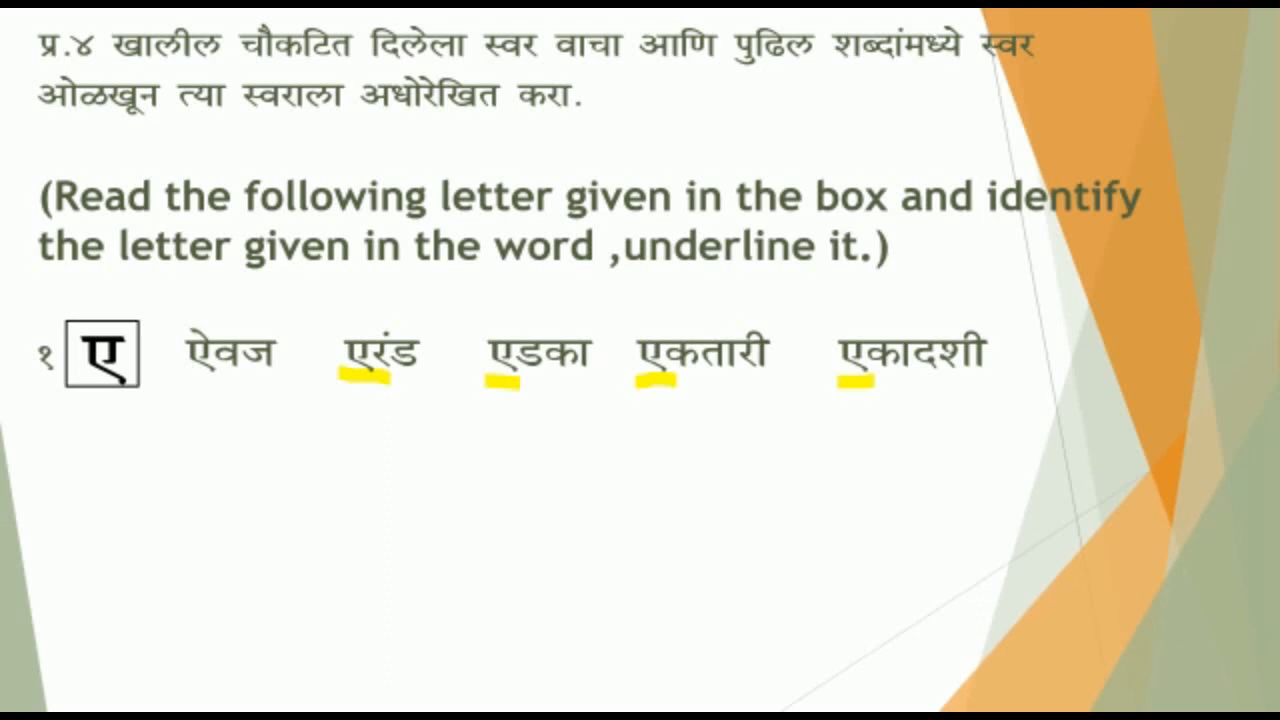 प्र.४ खालील चौकटित दिलेला स्वर वाचा आणि पुढिल शब्दांमध्ये स्वर
ओळखून त्या स्वराला अधोरेखित करा.
(Read the following letter given in the box and identify
the letter given in the word ,underline it.)
१ ए ऐवज एरंड एडका एकतारी एकादशी